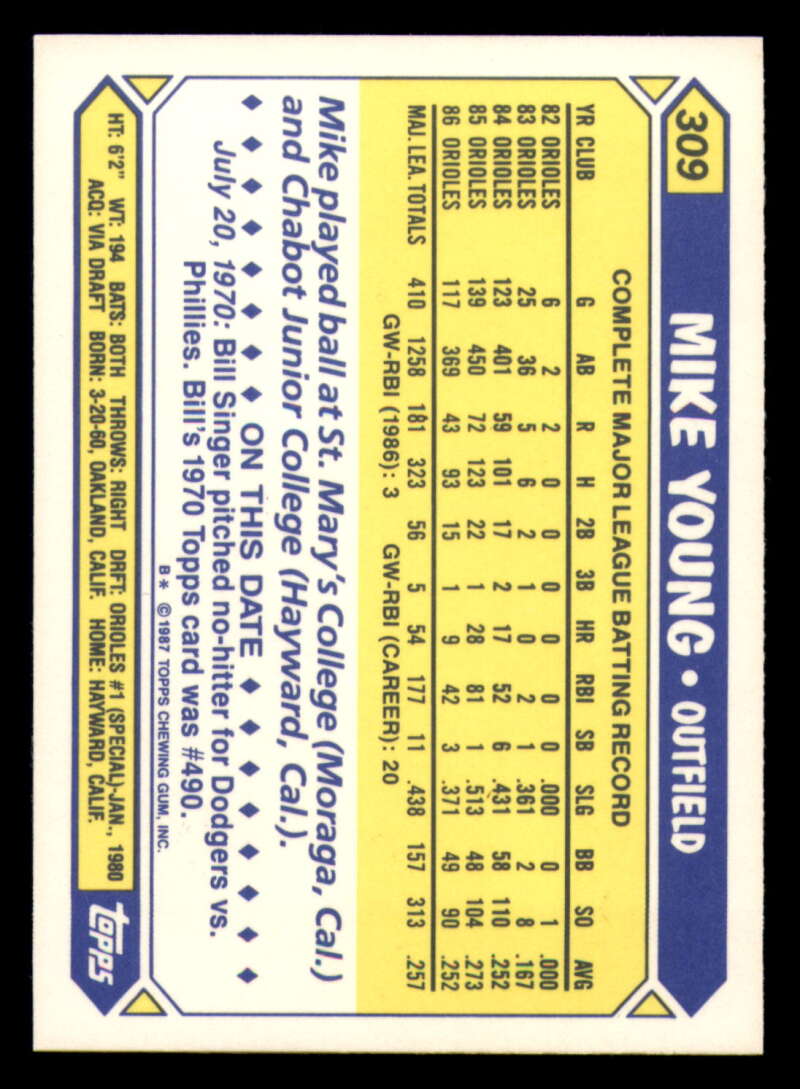 309 MIKE YOUNG • OUTFIELD
COMPLETE MAJOR LEAGUE BATTING RECORD
YR CLUB G AB R H 2B 3B HR RBI SB SLG BB SO AVG
82 ORIOLES 6 2 2 0 0 0 0 0 0 .000 0 1 .000
83 ORIOLES 25 36 5 6 2 1 0 2 1 .361 2 8 .167
84 ORIOLES 123 401 59 101 17 2 17 52 6 .431 58 110 .252
85 ORIOLES 139 450 72 123 22 1 28 81 1 .513 48 104 .273
86 ORIOLES 117 369 43 93 15 1 9 42 3 .371 49 90 .252
MAJ. LEA. TOTALS 410 1258 181 323 56 5 54 177 11 .438 157 313 .257
GW-RBI (1986): 3 GW-RBI (CAREER): 20
Mike played ball at St. Mary's College (Moraga, Cal.)
and Chabot Junior College (Hayward, Cal.).
ON THIS DATE
July 20, 1970: Bill Singer pitched no-hitter for Dodgers vs.
Phillies. Bill's 1970 Topps card was #490.
B* ©1987 TOPPS CHEWING GUM, INC.
HT: 6'2" WT: 194 BATS: BOTH THROWS: RIGHT DRFT: ORIOLES #1 (SPECIAL)-JAN., 1980
ACQ: VIA DRAFT BORN: 3-20-60, OAKLAND, CALIF. HOME: HAYWARD, CALIF.
topps